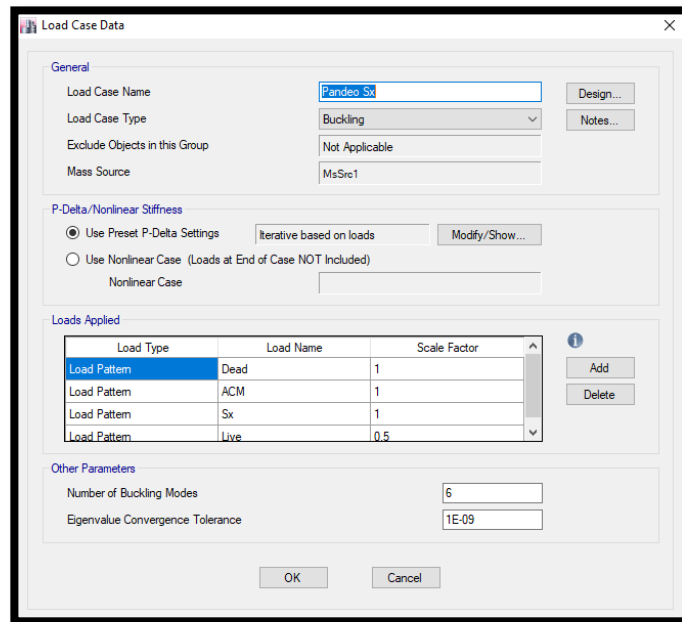 Load Case Data
General
Load Case Name Pandeo Sx Design...
Load Case Type Buckling Notes...
Exclude Objects in this Group Not Applicable
Mass Source MsSrc1
P-Delta/Nonlinear Stiffness
Use Preset P-Delta Settings Iterative based on loads Modify/Show...
Use Nonlinear Case (Loads at End of Case NOT Included)
Nonlinear Case
Loads Applied
Load Type Load Name Scale Factor
Load Pattern Dead 1 Add
Load Pattern ACM 1 Delete
Load Pattern Sx 1
Load Pattern Live 0.5
Other Parameters
Number of Buckling Modes 6
Eigenvalue Convergence Tolerance 1E-09
OK Cancel